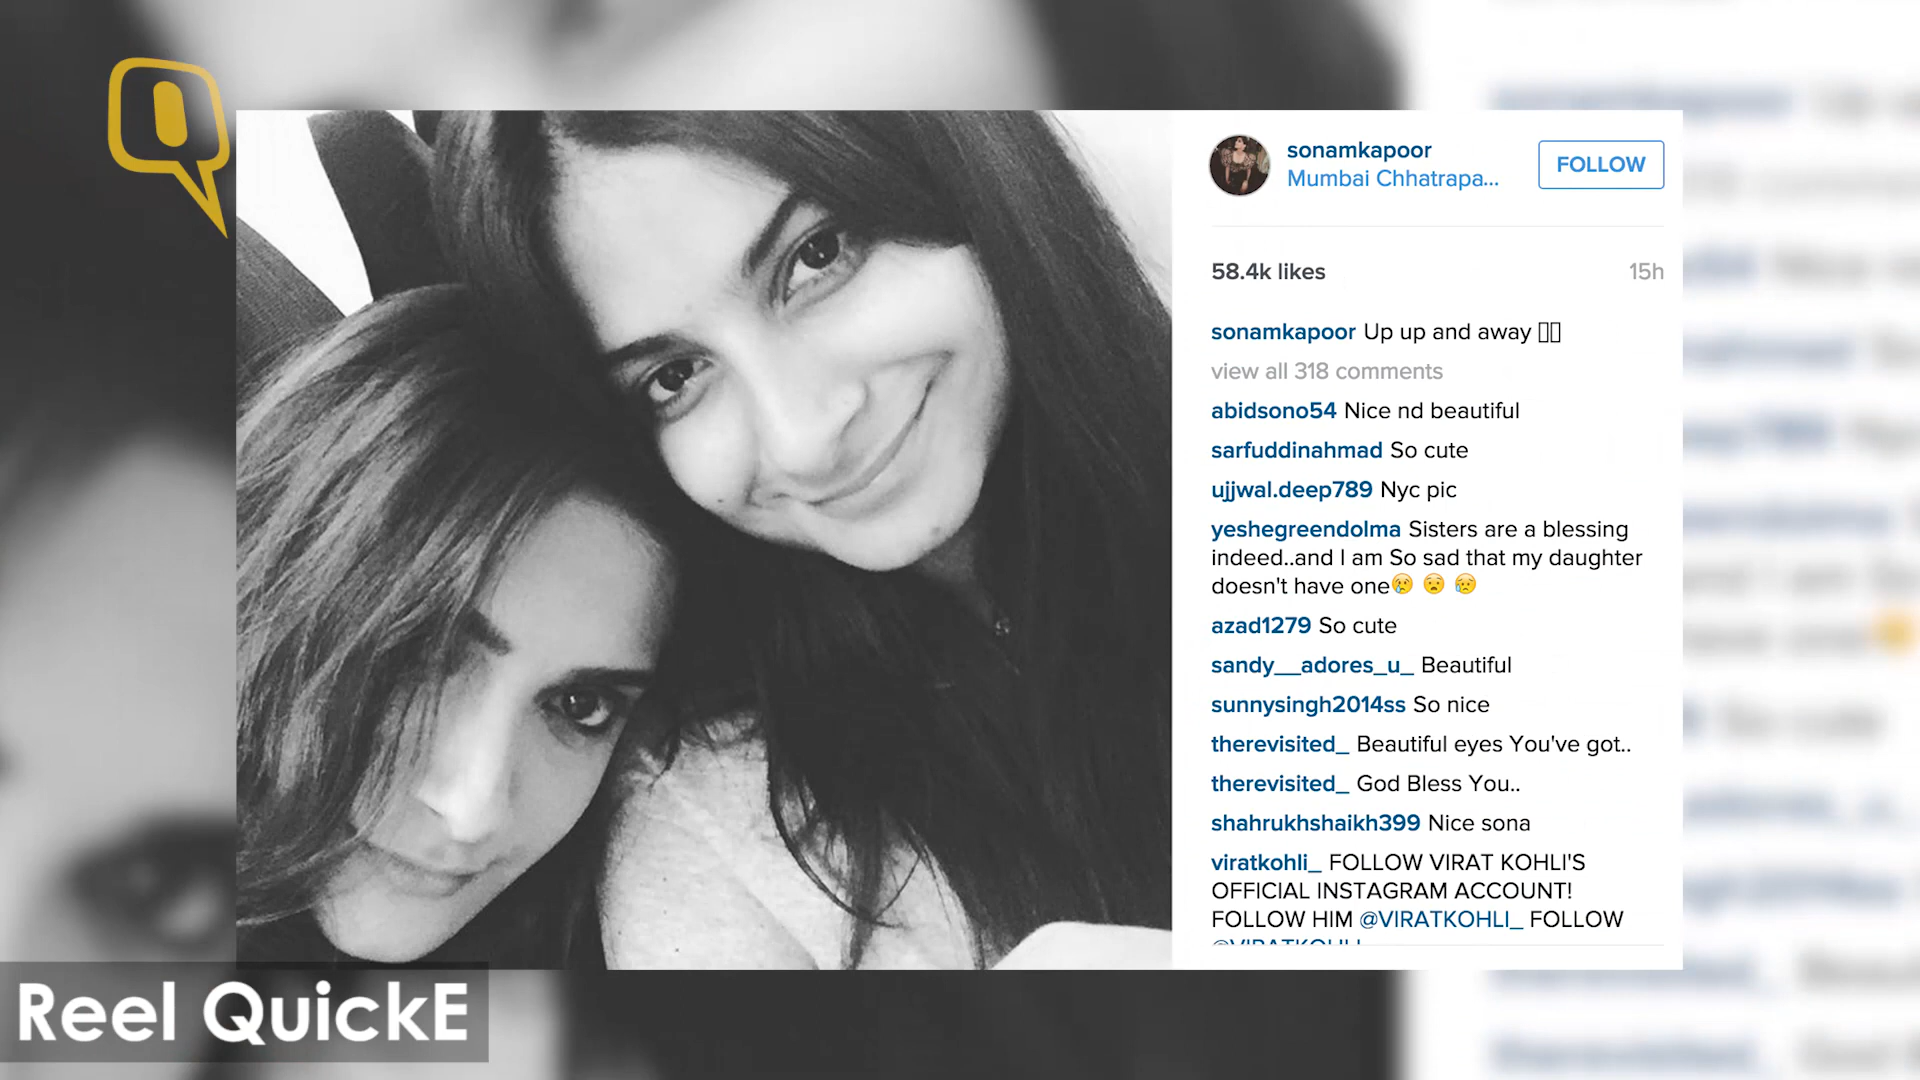 sonamkapoor
Mumbai Chhatrapa...
FOLLOW
58.4k likes
15h
sonamkapoor Up up and away
view all 318 comments
abidsono54 Nice nd beautiful
sarfuddinahmad So cute
ujjwal.deep789 Nyc pic
yeshegreendolma Sisters are a blessing
indeed..and I am So sad that my daughter
doesn't have one😢 😧 😥
azad1279 So cute
sandy__adores_u_ Beautiful
sunnysingh2014ss So nice
therevisited_ Beautiful eyes You've got..
therevisited_ God Bless You..
shahrukhshaikh399 Nice sona
viratkohli_ FOLLOW VIRAT KOHLI'S
OFFICIAL INSTAGRAM ACCOUNT!
FOLLOW HIM @VIRATKOHLI_ FOLLOW
Reel QuickE